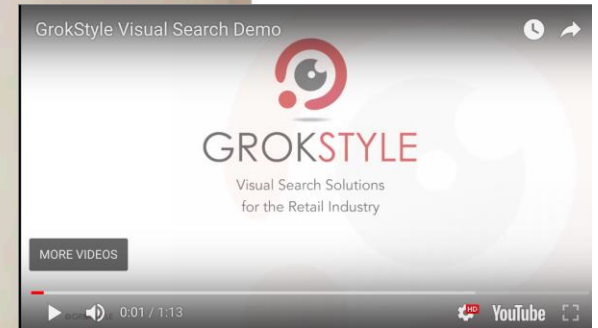 GrokStyle Visual Search Demo
GROKSTYLE
Visual Search Solutions
for the Retail Industry
MORE VIDEOS
0:01 / 1:13
HD
YouTube